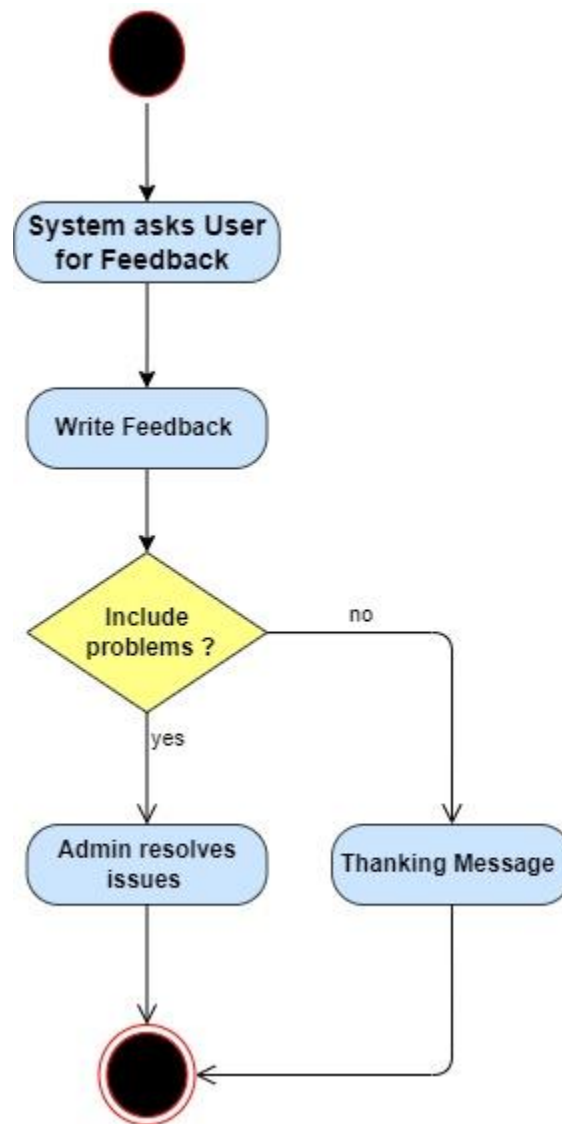 System asks User
for Feedback
Write Feedback
Include
problems ?
no
yes
Admin resolves
issues
Thanking Message